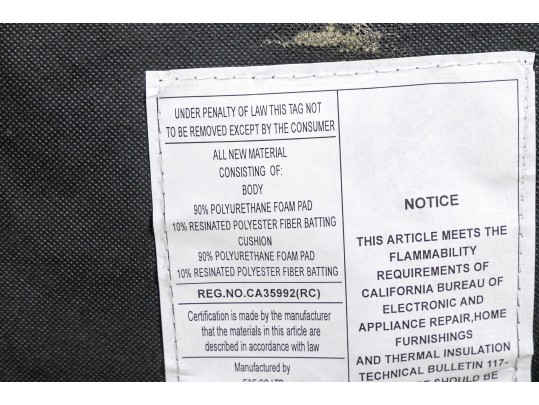 UNDER PENALTY OF LAW THIS TAG NOT
TO BE REMOVED EXCEPT BY THE CONSUMER
ALL NEW MATERIAL
CONSISTING OF:
BODY
90% POLYURETHANE FOAM PAD
10% RESINATED POLYESTER FIBER BATTING
CUSHION
90% POLYURETHANE FOAM PAD
10% RESINATED POLYESTER FIBER BATTING
REG.NO.CA35992(RC)
Certification is made by the manufacturer
that the materials in this article are
described in accordance with law
Manufactured by
NOTICE
THIS ARTICLE MEETS THE
FLAMMABILITY
REQUIREMENTS OF
CALIFORNIA BUREAU OF
ELECTRONIC AND
APPLIANCE REPAIR,HOME
FURNISHINGS
AND THERMAL INSULATION
TECHNICAL BULLETIN 117-
SHOULD BE